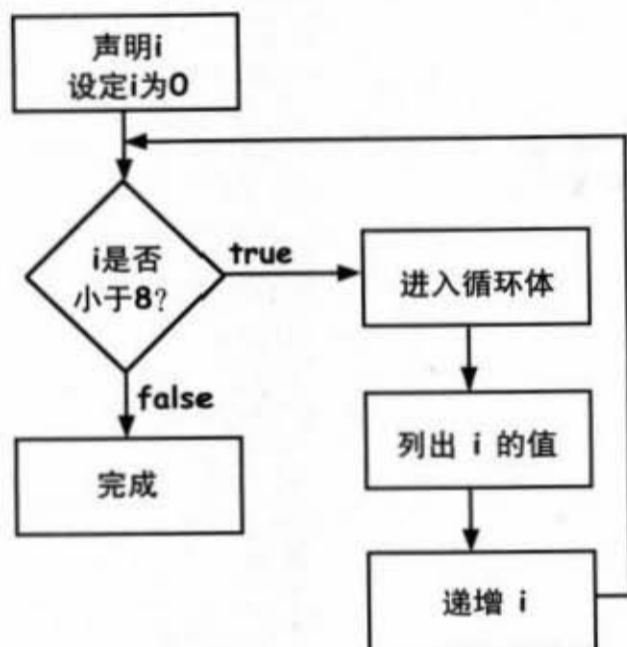 声明i
设定i为0
i是否
小于8?
true
进入循环体
false
列出 i 的值
完成
递增 i